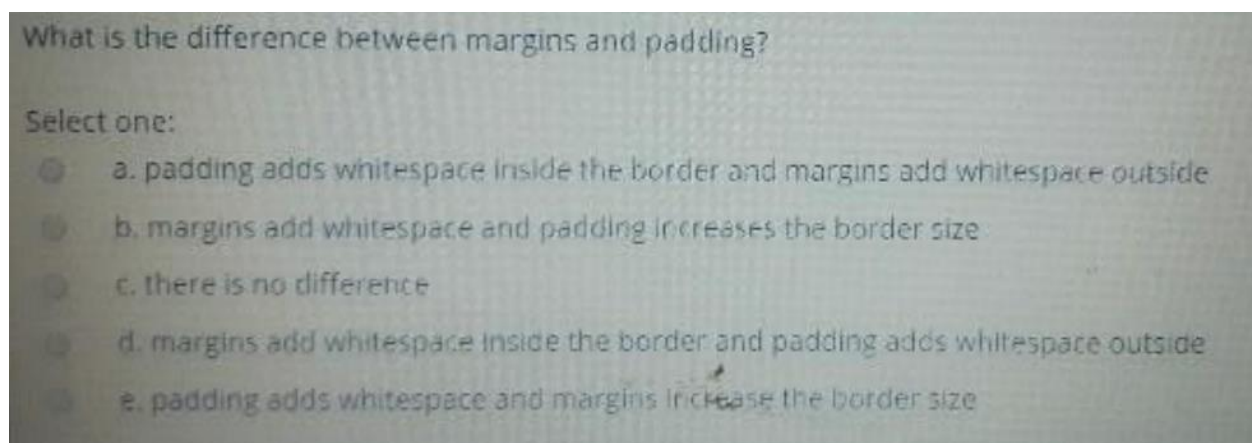 What is the difference between margins and padding?
Select one:
a. padding adds whitespace inside the border and margins add whitespace outside
b. margins add whitespace and padding increases the border size
c. there is no difference
d. margins add whitespace inside the border and padding adds whitespace outside
e. padding adds whitespace and margins increase the border size